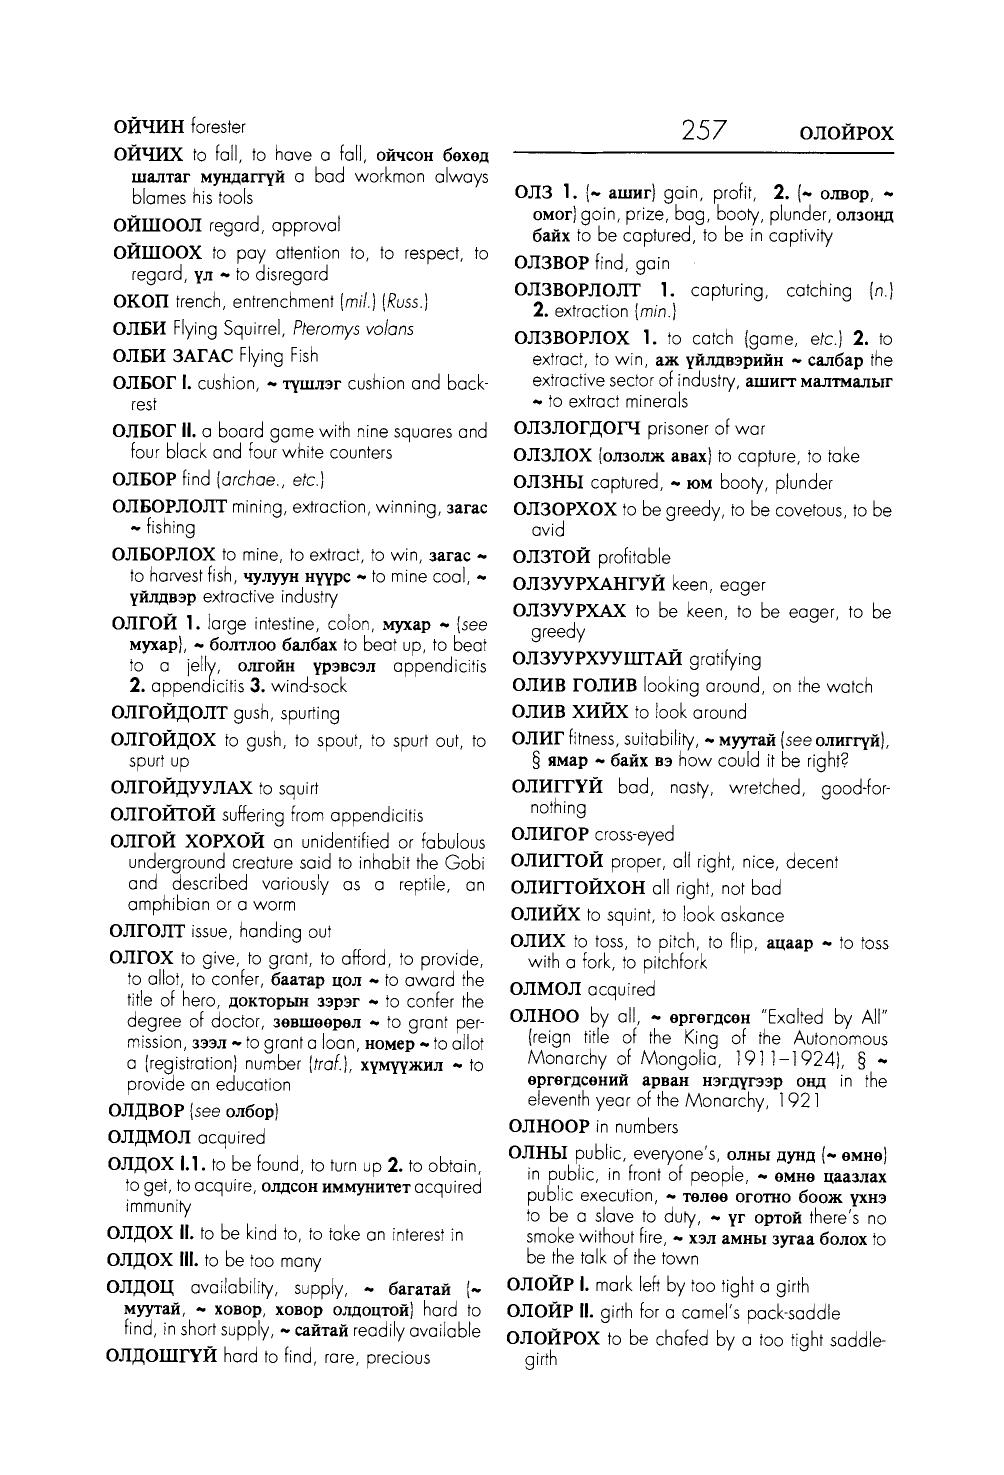 ОЙЧИН forester
ОЙЧИХ to fall, to have a fall, ойчсон бөхөд
шалтаг мундаггүй a bad workmon always
blames his tools
ОЙШООЛ regard, approval
ОЙШООХ to pay attention to, to respect, to
regard, үл ~ to disregard
ОКОП trench, entrenchment (mil.) (Russ.)
ОЛБИ Flying Squirrel, Pteromys volans
ОЛБИ ЗАГАС Flying Fish
ОЛБОГ I. cushion, ~ түшлэг cushion and back-
rest
ОЛБОГ II. a board game with nine squares and
four black and four white counters
ОЛБОР find (archae., etc.)
ОЛБОРЛОЛТ mining, extraction, winning, загас
~ fishing
ОЛБОРЛОХ to mine, to extract, to win, загас ~
to harvest fish, чулуун нүүрс ~ to mine coal, ~
үйлдвэр extractive industry
ОЛГОЙ 1. large intestine, colon, мухар ~ (see
мухар), ~ болтлоо балбах to beat up, to beat
to a jelly, олгойн үрэвсэл appendicitis
2. appendicitis 3. wind-sock
ОЛГОЙДОЛТ gush, spurting
ОЛГОЙДОХ to gush, to spout, to spurt out, to
spurt up
ОЛГОЙДУУЛАХ to squirt
ОЛГОЙТОЙ suffering from appendicitis
ОЛГОЙ ХОРХОЙ an unidentified or fabulous
underground creature said to inhabit the Gobi
and described variously as a reptile, an
amphibian or a worm
ОЛГОЛТ issue, handing out
ОЛГОХ to give, to grant, to afford, to provide,
to allot, to confer, баатар цол ~ to award the
title of hero, докторын зэрэг ~ to confer the
degree of doctor, зөвшөөрөл ~ to grant per-
mission, зээл ~ to grant a loan, номер ~ to allot
a (registration) number (traf.), хүмүүжил ~ to
provide an education
ОЛДВОР (see олбор)
ОЛДМОЛ acquired
ОЛДОХ I.1. to be found, to turn up 2. to obtain,
to get, to acquire, олдсон иммунитет acquired
immunity
ОЛДОХ II. to be kind to, to take an interest in
ОЛДОХ III. to be too many
ОЛДОЦ availability, supply, ~ багатай (~
муутай, ~ ховор, ховор олдоцтой) hard to
find, in short supply, ~ сайтай readily available
ОЛДОШГҮЙ hard to find, rare, precious
257 ОЛОЙРОХ
ОЛЗ 1. (~ ашиг) gain, profit, 2. (~ олвор, ~
омог) goin, prize, bag, booty, plunder, олзонд
байх to be captured, to be in captivity
ОЛЗВОР find, gain
ОЛЗВОРЛОЛТ 1. capturing, catching (n.)
2. extraction (min.)
ОЛЗВОРЛОХ 1. to catch (game, etc.) 2. to
extract, to win, аж үйлдвэрийн ~ салбар the
extractive sector of industry, ашигт малтмалыг
~ to extract minerals
ОЛЗЛОГДОГЧ prisoner of war
ОЛЗЛОХ (олзолж авах) to capture, to take
ОЛЗНЫ captured, ~ юм booty, plunder
ОЛЗОРХОХ to be greedy, to be covetous, to be
avid
ОЛЗТОЙ profitable
ОЛЗУУРХАНГУЙ keen, eager
ОЛЗУУРХАХ to be keen, to be eager, to be
greedy
ОЛЗУУРХУУШТАЙ gratifying
ОЛИВ ГОЛИВ looking around, on the watch
ОЛИВ ХИЙХ to look around
ОЛИГ fitness, suitability, ~ муутай (see олиггүй),
§ ямар ~ байх вэ how could it be right?
ОЛИГГҮЙ bad, nasty, wretched, good-for-
nothing
ОЛИГОР cross-eyed
ОЛИГТОЙ proper, all right, nice, decent
ОЛИГТОЙХОН all right, not bad
ОЛИЙХ to squint, to look askance
ОЛИХ to toss, to pitch, to flip, ацаар ~ to toss
with a fork, to pitchfork
ОЛМОЛ acquired
ОЛНОО by all, ~ өргөгдсөн "Exalted by All"
(reign title of the King of the Autonomous
Monarchy of Mongolia, 1911–1924), § ~
өргөгдсөний арван нэгдүгээр онд in the
eleventh year of the Monarchy, 1921
ОЛНООР in numbers
ОЛНЫ public, everyone's, олны дунд (~ өмнө)
in public, in front of people, ~ өмнө цаазлах
public execution, ~ төлөө оготно боож үхнэ
to be a slave to duty, ~ үг ортой there's no
smoke without fire, ~ хэл амны зугаа болох to
be the talk of the town
ОЛОЙР I. mark left by too tight a girth
ОЛОЙР II. girth for a camel's pack-saddle
ОЛОЙРОХ to be chafed by a too tight saddle-
girth